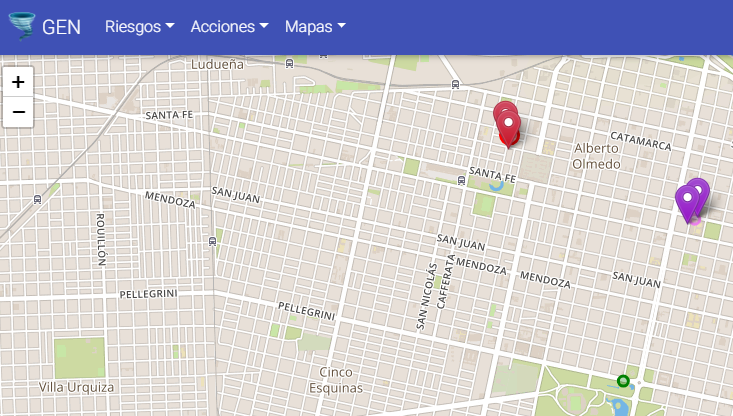 GEN Riesgos Acciones Mapas
Ludueña
+
−
SANTA FE
CATAMARCA
Alberto
Olmedo
SANTA FE
MENDOZA
SAN JUAN
ROUILLÓN
SAN JUAN
MENDOZA
MENDOZA
SAN JUAN
SAN NICOLÁS
CAFFERATA
PELLEGRINI
PELLEGRINI
Cinco
Esquinas
Villa Urquiza